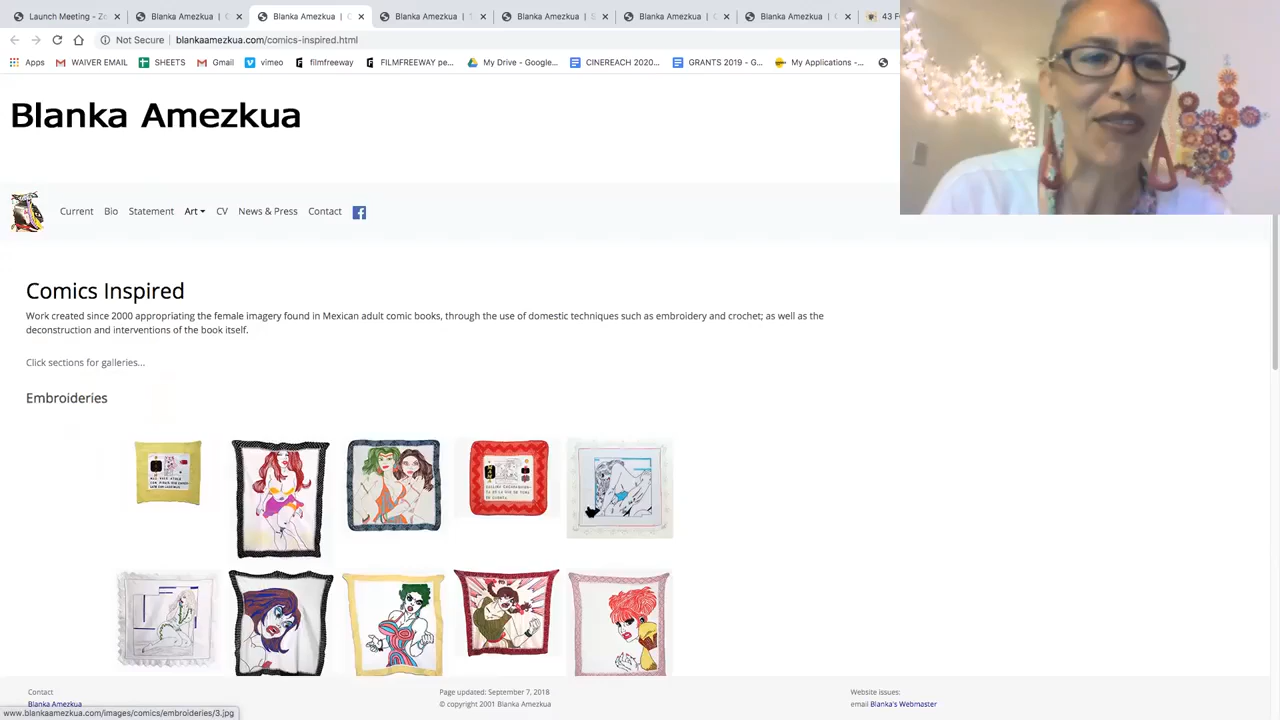 Launch Meeting - Zo
Blanka Amezkua | C
Blanka Amezkua | C
Blanka Amezkua | T
Blanka Amezkua | S
Blanka Amezkua | C
Blanka Amezkua | C
43 F
Not Secure | blankaamezkua.com/comics-inspired.html
Apps WAIVER EMAIL SHEETS Gmail vimeo filmfreeway FILMFREEWAY pe... My Drive - Google... CINEREACH 2020... GRANTS 2019 - G... My Applications -...
Blanka Amezkua
Current Bio Statement Art CV News & Press Contact
Comics Inspired
Work created since 2000 appropriating the female imagery found in Mexican adult comic books, through the use of domestic techniques such as embroidery and crochet; as well as the
deconstruction and interventions of the book itself.
Click sections for galleries...
Embroideries
Contact
Blanka Amezkua
Page updated: September 7, 2018
© copyright 2001 Blanka Amezkua
Website issues:
email Blanka's Webmaster
www.blankaamezkua.com/images/comics/embroideries/3.jpg